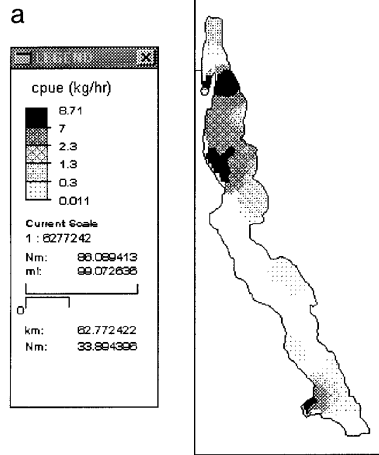 a
LEGEND
cpue (kg/hr)
8.71
7
2.3
1.3
0.3
0.011
Current Scale
1 : 6277242
Nm: 86.089413
mi: 99.072636
0
km: 62.772422
Nm: 33.894396